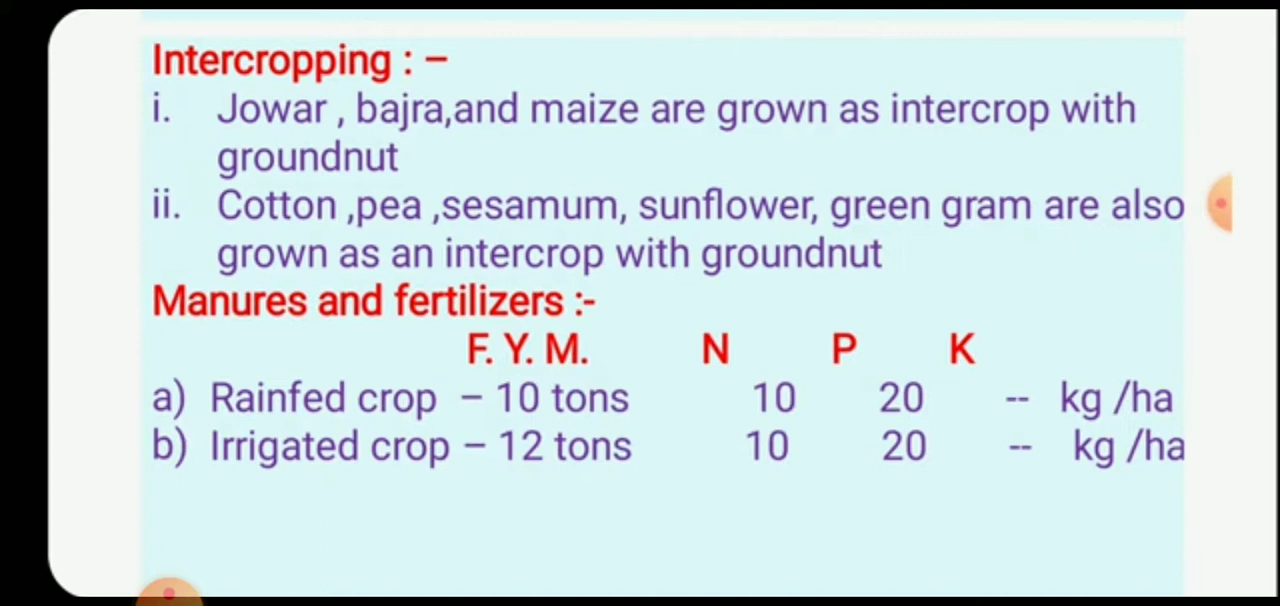 Intercropping : –
i. Jowar , bajra,and maize are grown as intercrop with
groundnut
ii. Cotton ,pea ,sesamum, sunflower, green gram are also
grown as an intercrop with groundnut
Manures and fertilizers :-
F. Y. M. N P K
a) Rainfed crop – 10 tons 10 20 -- kg /ha
b) Irrigated crop – 12 tons 10 20 -- kg /ha